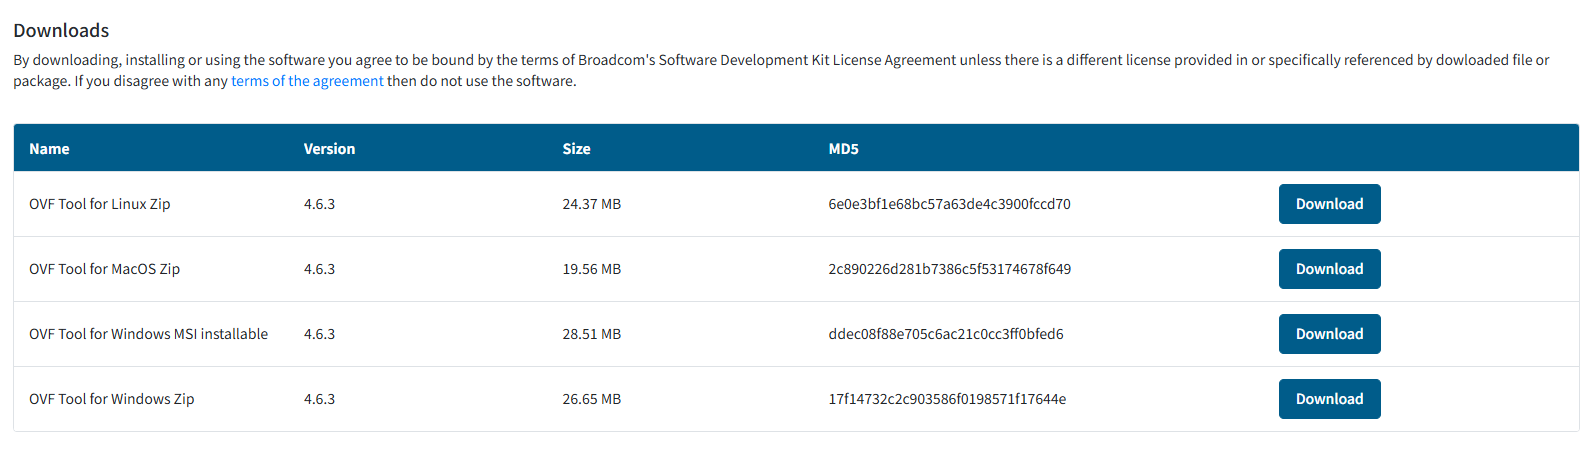 Downloads
By downloading, installing or using the software you agree to be bound by the terms of Broadcom's Software Development Kit License Agreement unless there is a different license provided in or specifically referenced by dowloaded file or
package. If you disagree with any terms of the agreement then do not use the software.
Name Version Size MD5
OVF Tool for Linux Zip 4.6.3 24.37 MB 6e0e3bf1e68bc57a63de4c3900fccd70 Download
OVF Tool for MacOS Zip 4.6.3 19.56 MB 2c890226d281b7386c5f53174678f649 Download
OVF Tool for Windows MSI installable 4.6.3 28.51 MB ddec08f88e705c6ac21c0cc3ff0bfed6 Download
OVF Tool for Windows Zip 4.6.3 26.65 MB 17f14732c2c903586f0198571f17644e Download